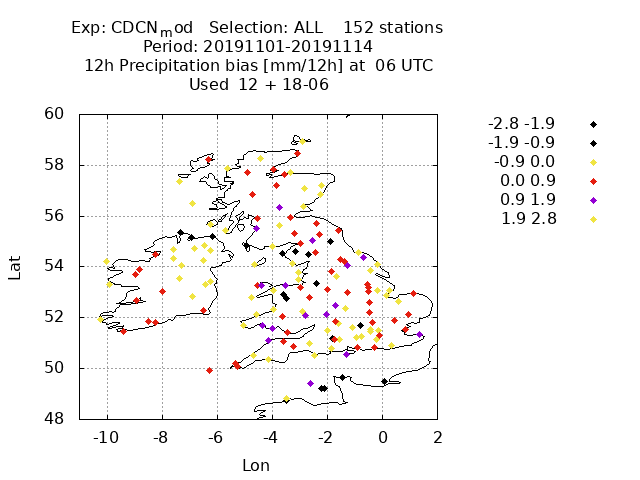 Exp: CDCNmod Selection: ALL 152 stations
Period: 20191101-20191114
12h Precipitation bias [mm/12h] at 06 UTC
Used 12 + 18-06
-2.8 -1.9
-1.9 -0.9
-0.9 0.0
0.0 0.9
0.9 1.9
1.9 2.8
60
58
56
54
52
50
48
Lat
-10 -8 -6 -4 -2 0 2
Lon